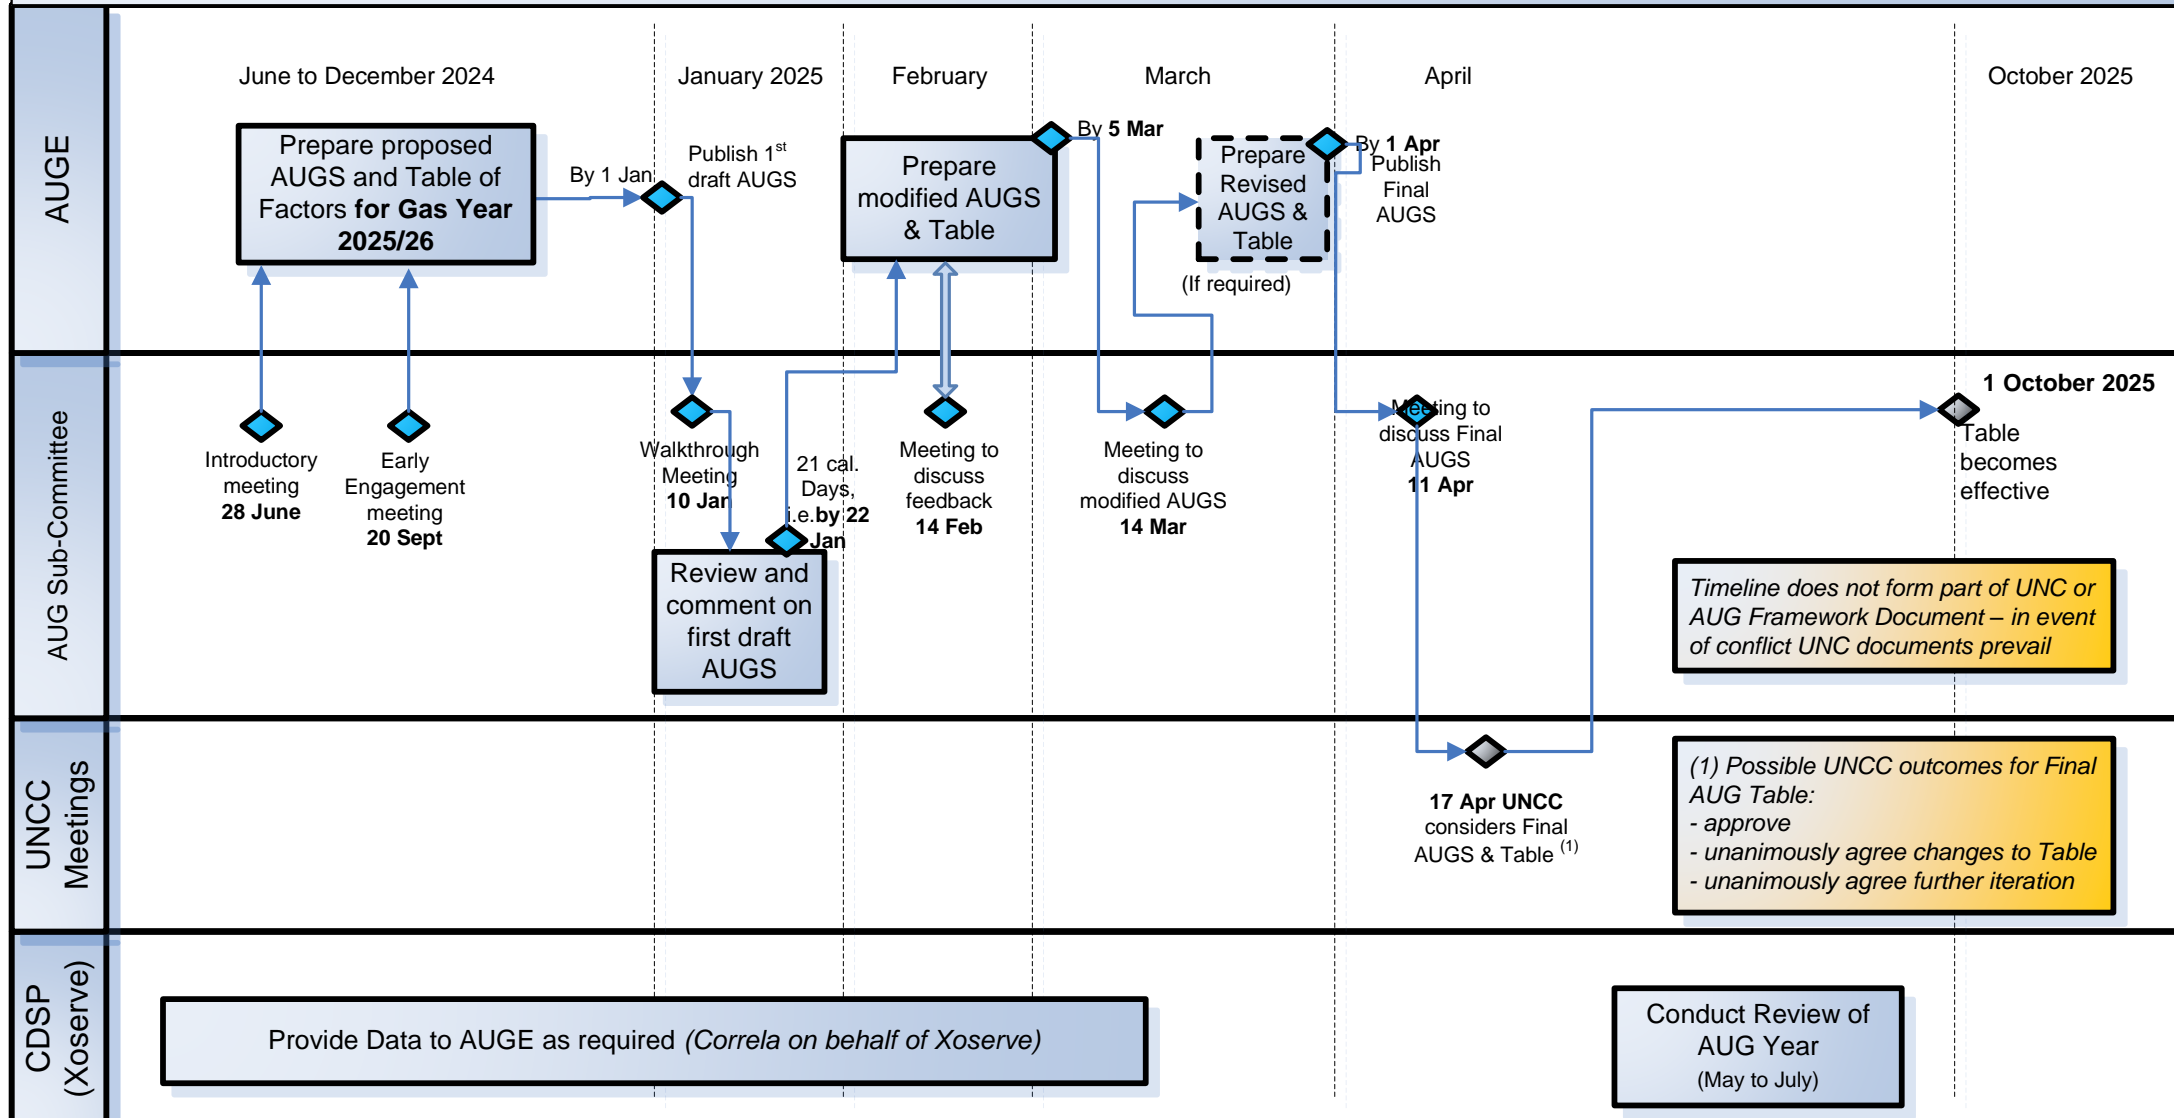 June to December 2024
January 2025
February
March
April
October 2025
AUGE
Prepare proposed
AUGS and Table of
Factors for Gas Year
2025/26
By 1 Jan
Publish 1st
draft AUGS
Prepare
modified AUGS
& Table
By 5 Mar
Prepare
Revised
AUGS &
Table
(If required)
By 1 Apr
Publish
Final
AUGS
AUG Sub-Committee
Introductory
meeting
28 June
Early
Engagement
meeting
20 Sept
Walkthrough
Meeting
10 Jan
21 cal.
Days,
i.e.by 22
Jan
Review and
comment on
first draft
AUGS
Meeting to
discuss
feedback
14 Feb
Meeting to
discuss
modified AUGS
14 Mar
Meeting to
discuss Final
AUGS
11 Apr
1 October 2025
Table
becomes
effective
Timeline does not form part of UNC or
AUG Framework Document – in event
of conflict UNC documents prevail
UNCC
Meetings
17 Apr UNCC
considers Final
AUGS & Table (1)
(1) Possible UNCC outcomes for Final
AUG Table:
- approve
- unanimously agree changes to Table
- unanimously agree further iteration
CDSP
(Xoserve)
Provide Data to AUGE as required (Correla on behalf of Xoserve)
Conduct Review of
AUG Year
(May to July)